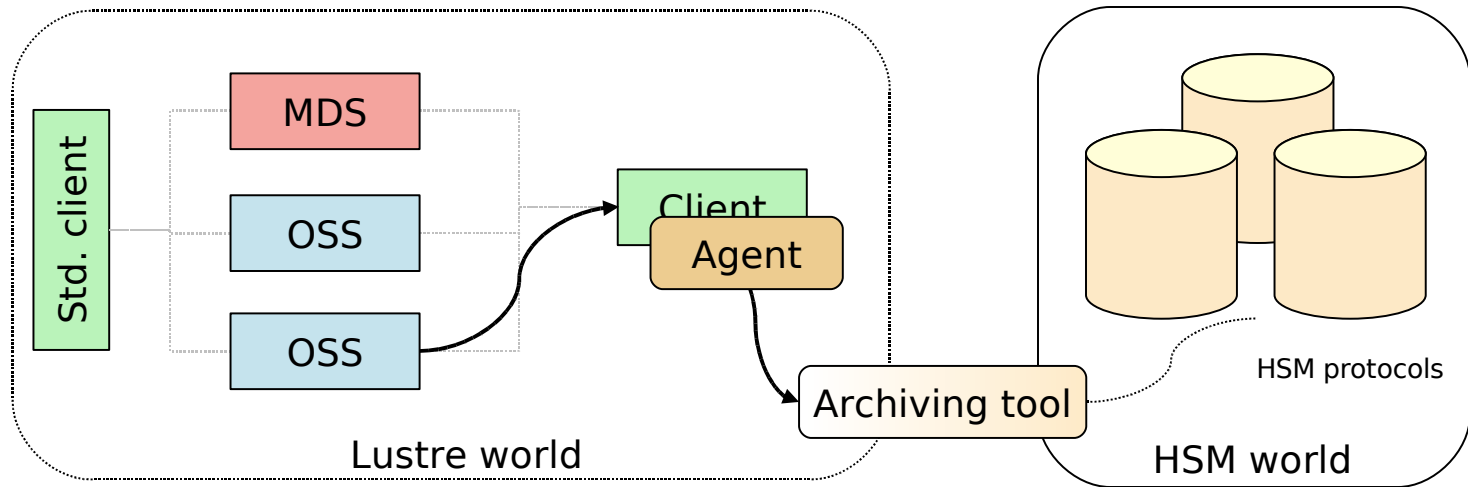 Std. client
MDS
OSS
OSS
Client
Agent
Archiving tool
HSM protocols
Lustre world
HSM world